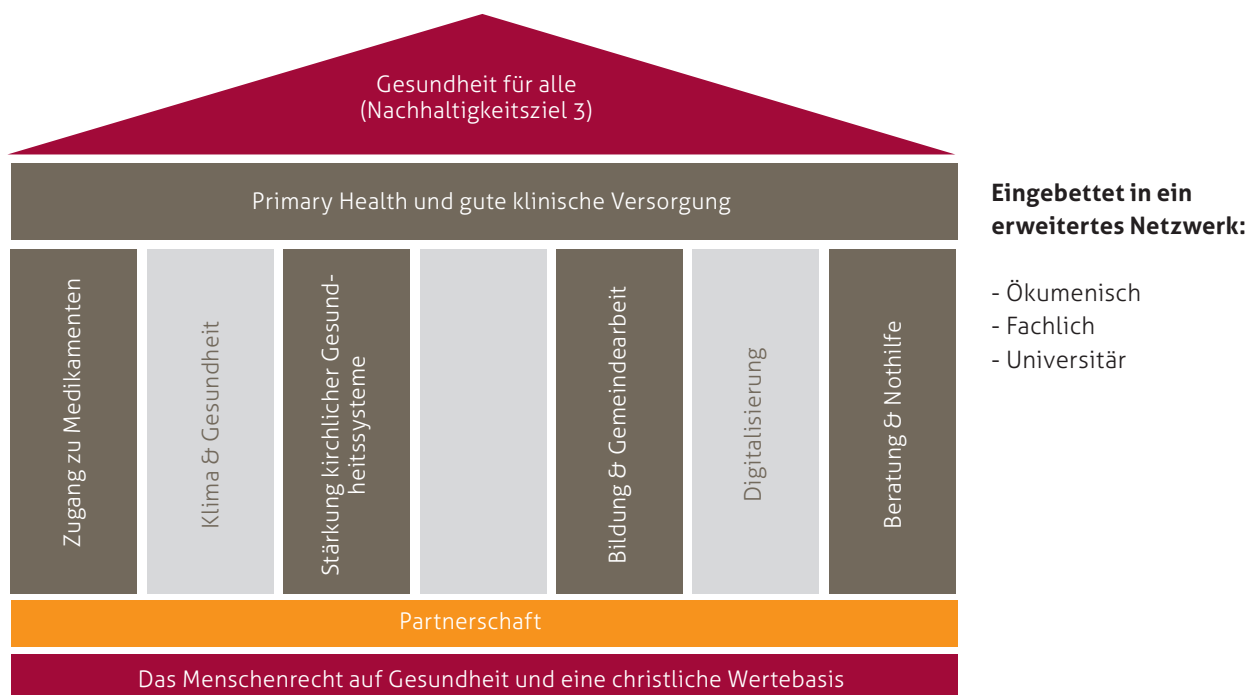 Gesundheit für alle
(Nachhaltigkeitsziel 3)
Primary Health und gute klinische Versorgung
Zugang zu Medikamenten
Klima & Gesundheit
Stärkung kirchlicher Gesund-
heitssysteme
Bildung & Gemeindearbeit
Digitalisierung
Beratung & Nothilfe
Partnerschaft
Das Menschenrecht auf Gesundheit und eine christliche Wertebasis
Eingebettet in ein
erweitertes Netzwerk:
- Ökumenisch
- Fachlich
- Universitär